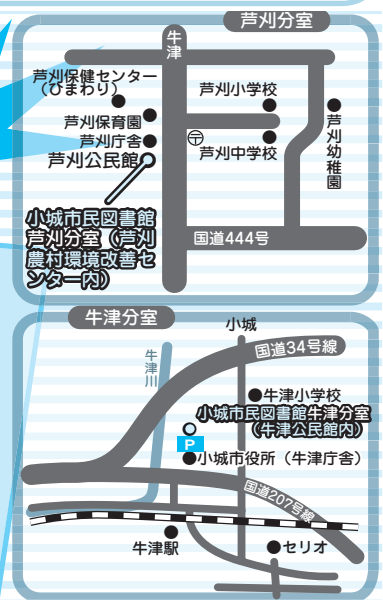 芦刈分室
牛津
芦刈保健センター
(ひまわり)
芦刈小学校
芦刈保育園
芦刈庁舎
〒
芦刈中学校
芦刈幼稚園
芦刈公民館
小城市民図書館
芦刈分室(芦刈
農村環境改善セ
ンター内)
国道444号
牛津分室
小城
国道34号線
牛津川
牛津小学校
小城市民図書館牛津分室
(牛津公民館内)
P
小城市役所(牛津庁舎)
国道207号線
牛津駅
セリオ